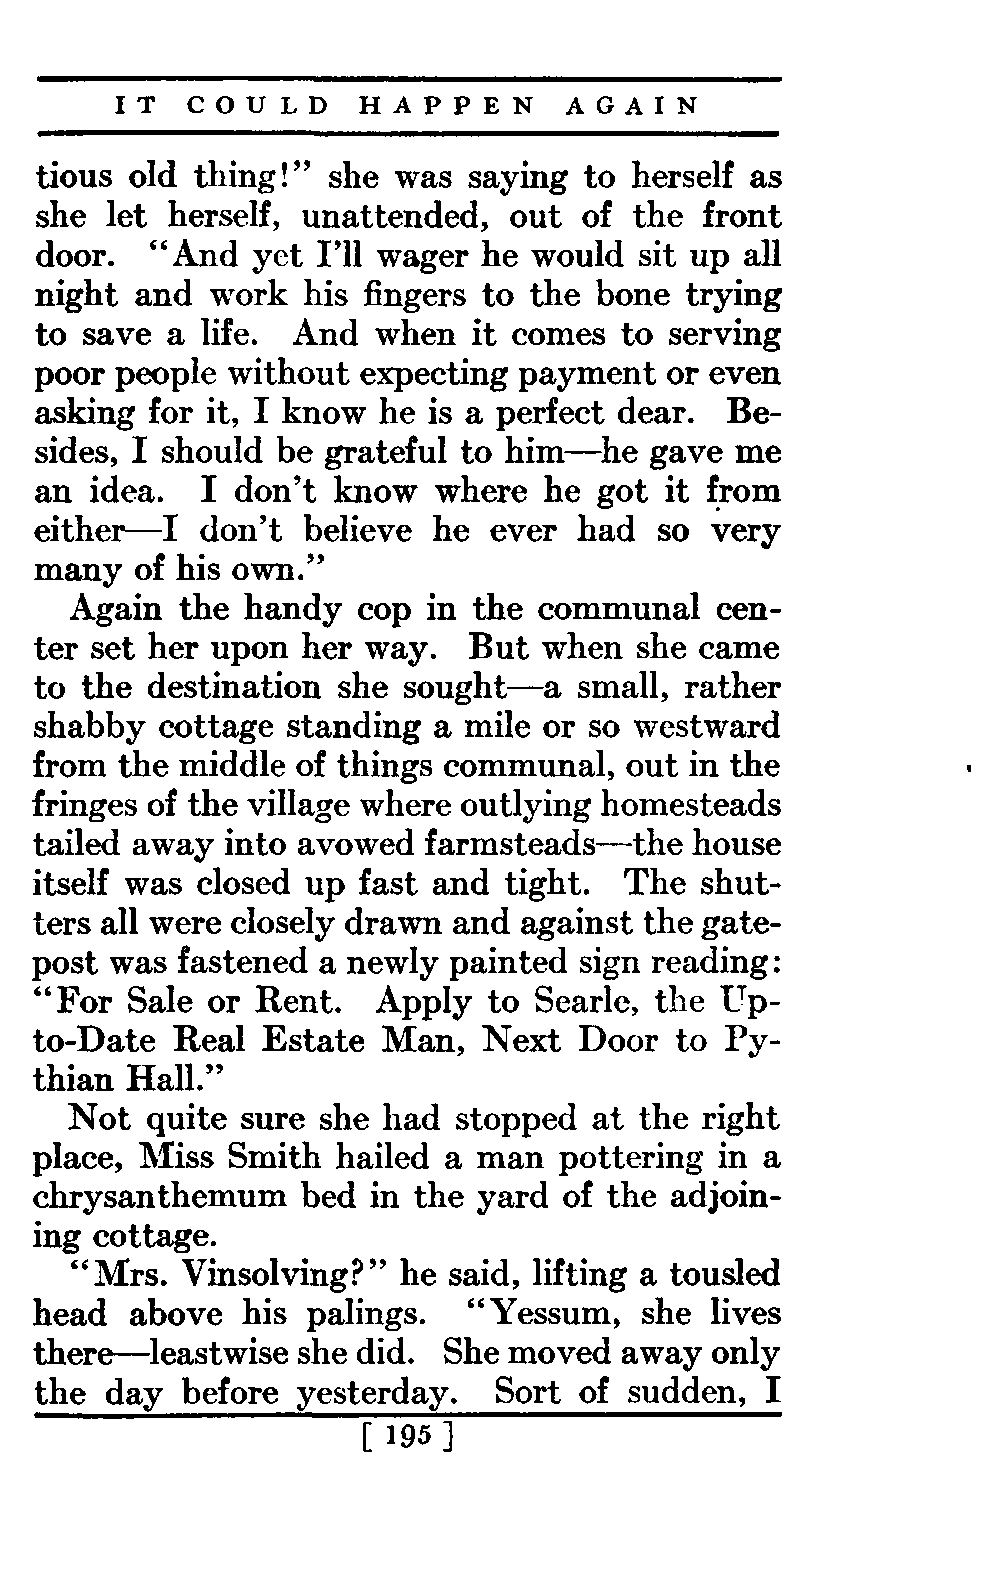 IT COULD HAPPEN AGAIN
tious old thing!” she was saying to herself as
she let herself, unattended, out of the front
door. “And yet I’ll wager he would sit up all
night and work his fingers to the bone trying
to save a life. And when it comes to serving
poor people without expecting payment or even
asking for it, I know he is a perfect dear. Be-
sides, I should be grateful to him—he gave me
an idea. I don’t know where he got it from
either—I don’t believe he ever had so very
many of his own.”
Again the handy cop in the communal cen-
ter set her upon her way. But when she came
to the destination she sought—a small, rather
shabby cottage standing a mile or so westward
from the middle of things communal, out in the
fringes of the village where outlying homesteads
tailed away into avowed farmsteads—the house
itself was closed up fast and tight. The shut-
ters all were closely drawn and against the gate-
post was fastened a newly painted sign reading:
“For Sale or Rent. Apply to Searle, the Up-
to-Date Real Estate Man, Next Door to Py-
thian Hall.”
Not quite sure she had stopped at the right
place, Miss Smith hailed a man pottering in a
chrysanthemum bed in the yard of the adjoin-
ing cottage.
“Mrs. Vinsolving?” he said, lifting a tousled
head above his palings. “Yessum, she lives
there—leastwise she did. She moved away only
the day before yesterday. Sort of sudden, I
[ 195 ]